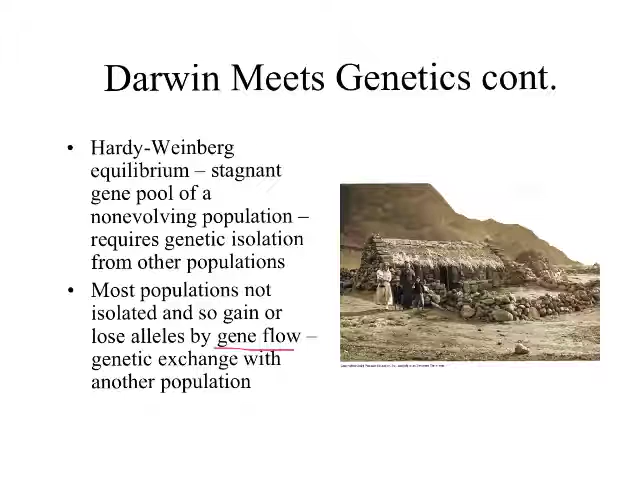 Darwin Meets Genetics cont.
• Hardy-Weinberg
equilibrium – stagnant
gene pool of a
nonevolving population –
requires genetic isolation
from other populations
• Most populations not
isolated and so gain or
lose alleles by gene flow –
genetic exchange with
another population